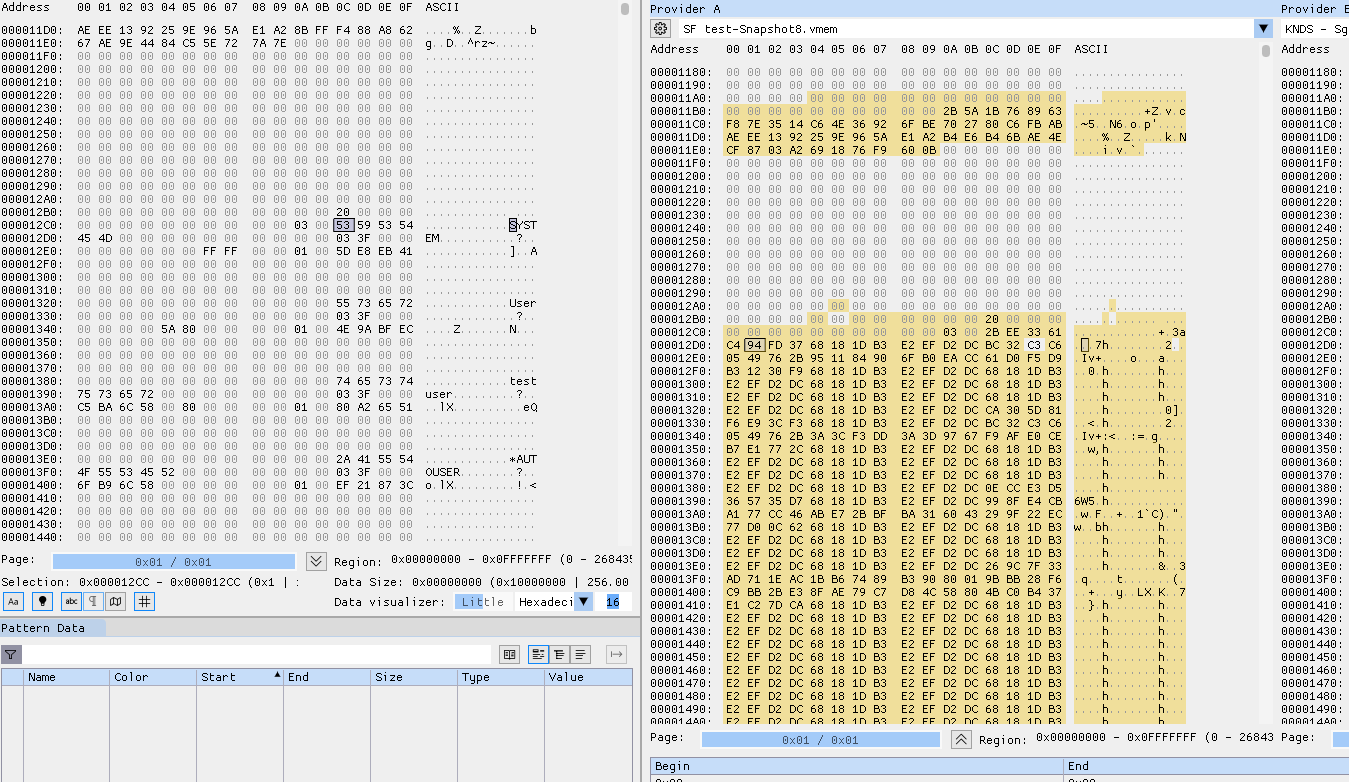 Address 00 01 02 03 04 05 06 07 08 09 0A 0B 0C 0D 0E 0F ASCII
000011D0: AE EE 13 92 25 9E 96 5A E1 A2 8B FF F4 88 A8 62 ....%..Z.......b
000011E0: 67 AE 9E 44 84 C5 5E 72 7A 7E 00 00 00 00 00 00 g..D..^rz~......
000011F0: 00 00 00 00 00 00 00 00 00 00 00 00 00 00 00 00 ................
00001200: 00 00 00 00 00 00 00 00 00 00 00 00 00 00 00 00 ................
00001210: 00 00 00 00 00 00 00 00 00 00 00 00 00 00 00 00 ................
00001220: 00 00 00 00 00 00 00 00 00 00 00 00 00 00 00 00 ................
00001230: 00 00 00 00 00 00 00 00 00 00 00 00 00 00 00 00 ................
00001240: 00 00 00 00 00 00 00 00 00 00 00 00 00 00 00 00 ................
00001250: 00 00 00 00 00 00 00 00 00 00 00 00 00 00 00 00 ................
00001260: 00 00 00 00 00 00 00 00 00 00 00 00 00 00 00 00 ................
00001270: 00 00 00 00 00 00 00 00 00 00 00 00 00 00 00 00 ................
00001280: 00 00 00 00 00 00 00 00 00 00 00 00 00 00 00 00 ................
00001290: 00 00 00 00 00 00 00 00 00 00 00 00 00 00 00 00 ................
000012A0: 00 00 00 00 00 00 00 00 00 00 00 00 00 00 00 00 ................
000012B0: 00 00 00 00 00 00 00 00 00 00 00 00 20 00 00 00 ............ ...
000012C0: 00 00 00 00 00 00 00 00 00 00 03 00 53 59 53 54 ............SYST
000012D0: 45 4D 00 00 00 00 00 00 00 00 00 00 03 3F 00 00 EM...........?..
000012E0: 00 00 00 00 00 00 FF FF 00 00 01 00 5D E8 EB 41 ............]..A
000012F0: 00 00 00 00 00 00 00 00 00 00 00 00 00 00 00 00 ................
00001300: 00 00 00 00 00 00 00 00 00 00 00 00 00 00 00 00 ................
00001310: 00 00 00 00 00 00 00 00 00 00 00 00 00 00 00 00 ................
00001320: 00 00 00 00 00 00 00 00 00 00 00 00 55 73 65 72 ............User
00001330: 00 00 00 00 00 00 00 00 00 00 00 00 03 3F 00 00 .............?..
00001340: 00 00 00 00 5A 80 00 00 00 00 01 00 4E 9A BF EC ....Z.......N...
00001350: 00 00 00 00 00 00 00 00 00 00 00 00 00 00 00 00 ................
00001360: 00 00 00 00 00 00 00 00 00 00 00 00 00 00 00 00 ................
00001370: 00 00 00 00 00 00 00 00 00 00 00 00 00 00 00 00 ................
00001380: 00 00 00 00 00 00 00 00 00 00 00 00 74 65 73 74 ............test
00001390: 75 73 65 72 00 00 00 00 00 00 00 00 03 3F 00 00 user.........?..
000013A0: C5 BA 6C 58 00 80 00 00 00 00 01 00 80 A2 65 51 ..lX..........eQ
000013B0: 00 00 00 00 00 00 00 00 00 00 00 00 00 00 00 00 ................
000013C0: 00 00 00 00 00 00 00 00 00 00 00 00 00 00 00 00 ................
000013D0: 00 00 00 00 00 00 00 00 00 00 00 00 00 00 00 00 ................
000013E0: 00 00 00 00 00 00 00 00 00 00 00 00 2A 41 55 54 ............*AUT
000013F0: 4F 55 53 45 52 00 00 00 00 00 00 00 03 3F 00 00 OUSER........?..
00001400: 6F B9 6C 58 00 00 00 00 00 00 01 00 EF 21 87 3C o.lX.........!.<
00001410: 00 00 00 00 00 00 00 00 00 00 00 00 00 00 00 00 ................
00001420: 00 00 00 00 00 00 00 00 00 00 00 00 00 00 00 00 ................
00001430: 00 00 00 00 00 00 00 00 00 00 00 00 00 00 00 00 ................
00001440: 00 00 00 00 00 00 00 00 00 00 00 00 00 00 00 00 ................
Page: 0x01 / 0x01 Region: 0x00000000 - 0x0FFFFFFF (0 - 268435
Selection: 0x000012CC - 0x000012CC (0x1 | : Data Size: 0x00000000 (0x10000000 | 256.00
Aa abc ¶ Data visualizer: Little Hexadeci 16
Pattern Data
Name Color Start End Size Type Value
Provider A
SF test-Snapshot8.vmem
Address 00 01 02 03 04 05 06 07 08 09 0A 0B 0C 0D 0E 0F ASCII
00001180: 00 00 00 00 00 00 00 00 00 00 00 00 00 00 00 00 ................
00001190: 00 00 00 00 00 00 00 00 00 00 00 00 00 00 00 00 ................
000011A0: 00 00 00 00 00 00 00 00 00 00 00 00 00 00 00 00 ................
000011B0: 00 00 00 00 00 00 00 00 00 00 2B 5A 1B 76 89 63 ..........+Z.v.c
000011C0: F8 7E 35 14 C6 4E 36 92 6F BE 70 27 80 C6 FB AB .~5..N6.o.p'....
000011D0: AE EE 13 92 25 9E 96 5A E1 A2 B4 E6 B4 6B AE 4E ....%..Z.....k.N
000011E0: CF 87 03 A2 69 18 76 F9 60 0B 00 00 00 00 00 00 ....i.v.`.......
000011F0: 00 00 00 00 00 00 00 00 00 00 00 00 00 00 00 00 ................
00001200: 00 00 00 00 00 00 00 00 00 00 00 00 00 00 00 00 ................
00001210: 00 00 00 00 00 00 00 00 00 00 00 00 00 00 00 00 ................
00001220: 00 00 00 00 00 00 00 00 00 00 00 00 00 00 00 00 ................
00001230: 00 00 00 00 00 00 00 00 00 00 00 00 00 00 00 00 ................
00001240: 00 00 00 00 00 00 00 00 00 00 00 00 00 00 00 00 ................
00001250: 00 00 00 00 00 00 00 00 00 00 00 00 00 00 00 00 ................
00001260: 00 00 00 00 00 00 00 00 00 00 00 00 00 00 00 00 ................
00001270: 00 00 00 00 00 00 00 00 00 00 00 00 00 00 00 00 ................
00001280: 00 00 00 00 00 00 00 00 00 00 00 00 00 00 00 00 ................
00001290: 00 00 00 00 00 00 00 00 00 00 00 00 00 00 00 00 ................
000012A0: 00 00 00 00 00 00 00 00 00 00 00 00 00 00 00 00 ................
000012B0: 00 00 00 00 00 00 00 00 00 00 00 00 20 00 00 00 ............ ...
000012C0: 00 00 00 00 00 00 00 00 00 00 03 00 2B EE 33 61 ............+.3a
000012D0: C4 94 FD 37 68 18 1D B3 E2 EF D2 DC BC 32 C3 C6 ...7h........2..
000012E0: 05 49 76 2B 95 11 84 90 6F B0 EA CC 61 D0 F5 D9 .Iv+....o...a...
000012F0: B3 12 30 F9 68 18 1D B3 E2 EF D2 DC 68 18 1D B3 ..0.h.......h...
00001300: E2 EF D2 DC 68 18 1D B3 E2 EF D2 DC 68 18 1D B3 ....h.......h...
00001310: E2 EF D2 DC 68 18 1D B3 E2 EF D2 DC 68 18 1D B3 ....h.......h...
00001320: E2 EF D2 DC 68 18 1D B3 E2 EF D2 DC CA 30 5D 81 ....h........0].
00001330: F6 E9 3C F3 68 18 1D B3 E2 EF D2 DC BC 32 C3 C6 ..<.h........2..
00001340: 05 49 76 2B 3A 3C F3 DD 3A 3D 97 67 F9 AF E0 CE .Iv+:<..:=.g....
00001350: B7 E1 77 2C 68 18 1D B3 E2 EF D2 DC 68 18 1D B3 ..w,h.......h...
00001360: E2 EF D2 DC 68 18 1D B3 E2 EF D2 DC 68 18 1D B3 ....h.......h...
00001370: E2 EF D2 DC 68 18 1D B3 E2 EF D2 DC 68 18 1D B3 ....h.......h...
00001380: E2 EF D2 DC 68 18 1D B3 E2 EF D2 DC 0E CC E3 D5 ....h...........
00001390: 36 57 35 D7 68 18 1D B3 E2 EF D2 DC 99 8F E4 CB 6W5.h...........
000013A0: A1 77 CC 46 AB E7 2B BF BA 31 60 43 29 9F 22 EC .w.F..+..1`C).".
000013B0: 77 D0 0C 62 68 18 1D B3 E2 EF D2 DC 68 18 1D B3 w..bh.......h...
000013C0: E2 EF D2 DC 68 18 1D B3 E2 EF D2 DC 68 18 1D B3 ....h.......h...
000013D0: E2 EF D2 DC 68 18 1D B3 E2 EF D2 DC 68 18 1D B3 ....h.......h...
000013E0: E2 EF D2 DC 68 18 1D B3 E2 EF D2 DC 26 9C 7F 33 ....h.......&..3
000013F0: AD 71 1E AC 1B 16 74 89 B3 90 80 01 9B BB 28 F6 .q....t.......(.
00001400: C9 BB 2B E3 8F AE 79 C7 D8 4C 58 80 4B C0 B4 37 ..+...y..LX.K..7
00001410: E1 C2 7D CA 68 18 1D B3 E2 EF D2 DC 68 18 1D B3 ..}.h.......h...
00001420: E2 EF D2 DC 68 18 1D B3 E2 EF D2 DC 68 18 1D B3 ....h.......h...
00001430: E2 EF D2 DC 68 18 1D B3 E2 EF D2 DC 68 18 1D B3 ....h.......h...
00001440: E2 EF D2 DC 68 18 1D B3 E2 EF D2 DC 68 18 1D B3 ....h.......h...
00001450: E2 EF D2 DC 68 18 1D B3 E2 EF D2 DC 68 18 1D B3 ....h.......h...
00001460: E2 EF D2 DC 68 18 1D B3 E2 EF D2 DC 68 18 1D B3 ....h.......h...
00001470: E2 EF D2 DC 68 18 1D B3 E2 EF D2 DC 68 18 1D B3 ....h.......h...
00001480: E2 EF D2 DC 68 18 1D B3 E2 EF D2 DC 68 18 1D B3 ....h.......h...
00001490: E2 EF D2 DC 68 18 1D B3 E2 EF D2 DC 68 18 1D B3 ....h.......h...
000014A0: E2 EF D2 DC 68 18 1D B3 E2 EF D2 DC 68 18 1D B3 ....h.......h...
Page: 0x01 / 0x01 Region: 0x00000000 - 0x0FFFFFFF (0 - 26843
Begin End
Provider B
KNDS - Sg
Address
00001180:
00001190:
000011A0:
000011B0:
000011C0:
000011D0:
000011E0:
000011F0:
00001200:
00001210:
00001220:
00001230:
00001240:
00001250:
00001260:
00001270:
00001280:
00001290:
000012A0:
000012B0:
000012C0:
000012D0:
000012E0:
000012F0:
00001300:
00001310:
00001320:
00001330:
00001340:
00001350:
00001360:
00001370:
00001380:
00001390:
000013A0:
000013B0:
000013C0:
000013D0:
000013E0:
000013F0:
00001400:
00001410:
00001420:
00001430:
00001440:
00001450:
00001460:
00001470:
00001480:
00001490:
000014A0:
Page: